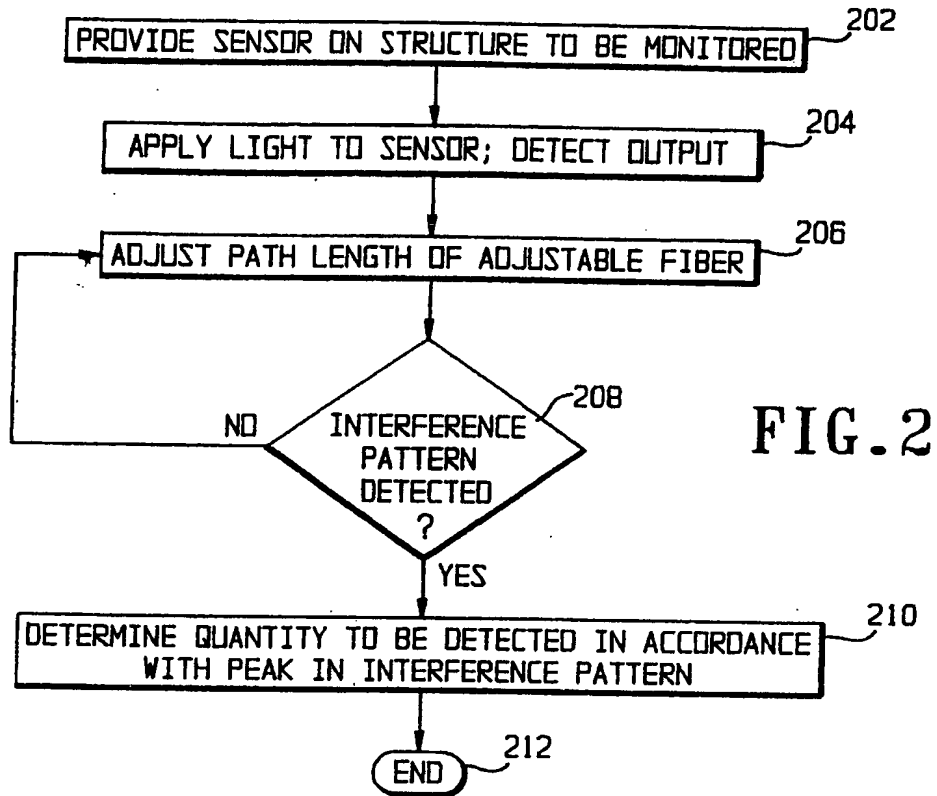 PROVIDE SENSOR ON STRUCTURE TO BE MONITORED
202
APPLY LIGHT TO SENSOR; DETECT OUTPUT
204
ADJUST PATH LENGTH OF ADJUSTABLE FIBER
206
INTERFERENCE
PATTERN
DETECTED
?
208
NO
FIG.2
YES
DETERMINE QUANTITY TO BE DETECTED IN ACCORDANCE
WITH PEAK IN INTERFERENCE PATTERN
210
END
212